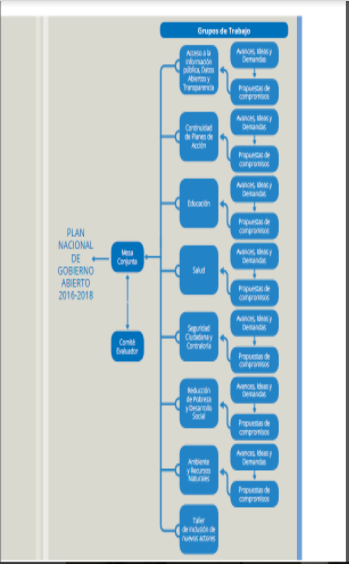 Grupos de Trabajo
Acceso a la
información
pública, Datos
Abiertos y
Transparencia
Avances, Ideas y
Demandas
Propuestas de
compromisos
Continuidad
de Planes de
Acción
Avances, Ideas y
Demandas
Propuestas de
compromisos
Educación
Avances, Ideas y
Demandas
Propuestas de
compromisos
PLAN
NACIONAL
DE
GOBIERNO
ABIERTO
2016-2018
Mesa
Conjunta
Comité
Evaluador
Salud
Avances, Ideas y
Demandas
Propuestas de
compromisos
Seguridad
Ciudadana y
Contraloría
Avances, Ideas y
Demandas
Propuestas de
compromisos
Reducción
de Pobreza
y Desarrollo
Social
Avances, Ideas y
Demandas
Propuestas de
compromisos
Ambiente
y Recursos
Naturales
Avances, Ideas y
Demandas
Propuestas de
compromisos
Taller
de inclusión de
nuevos actores